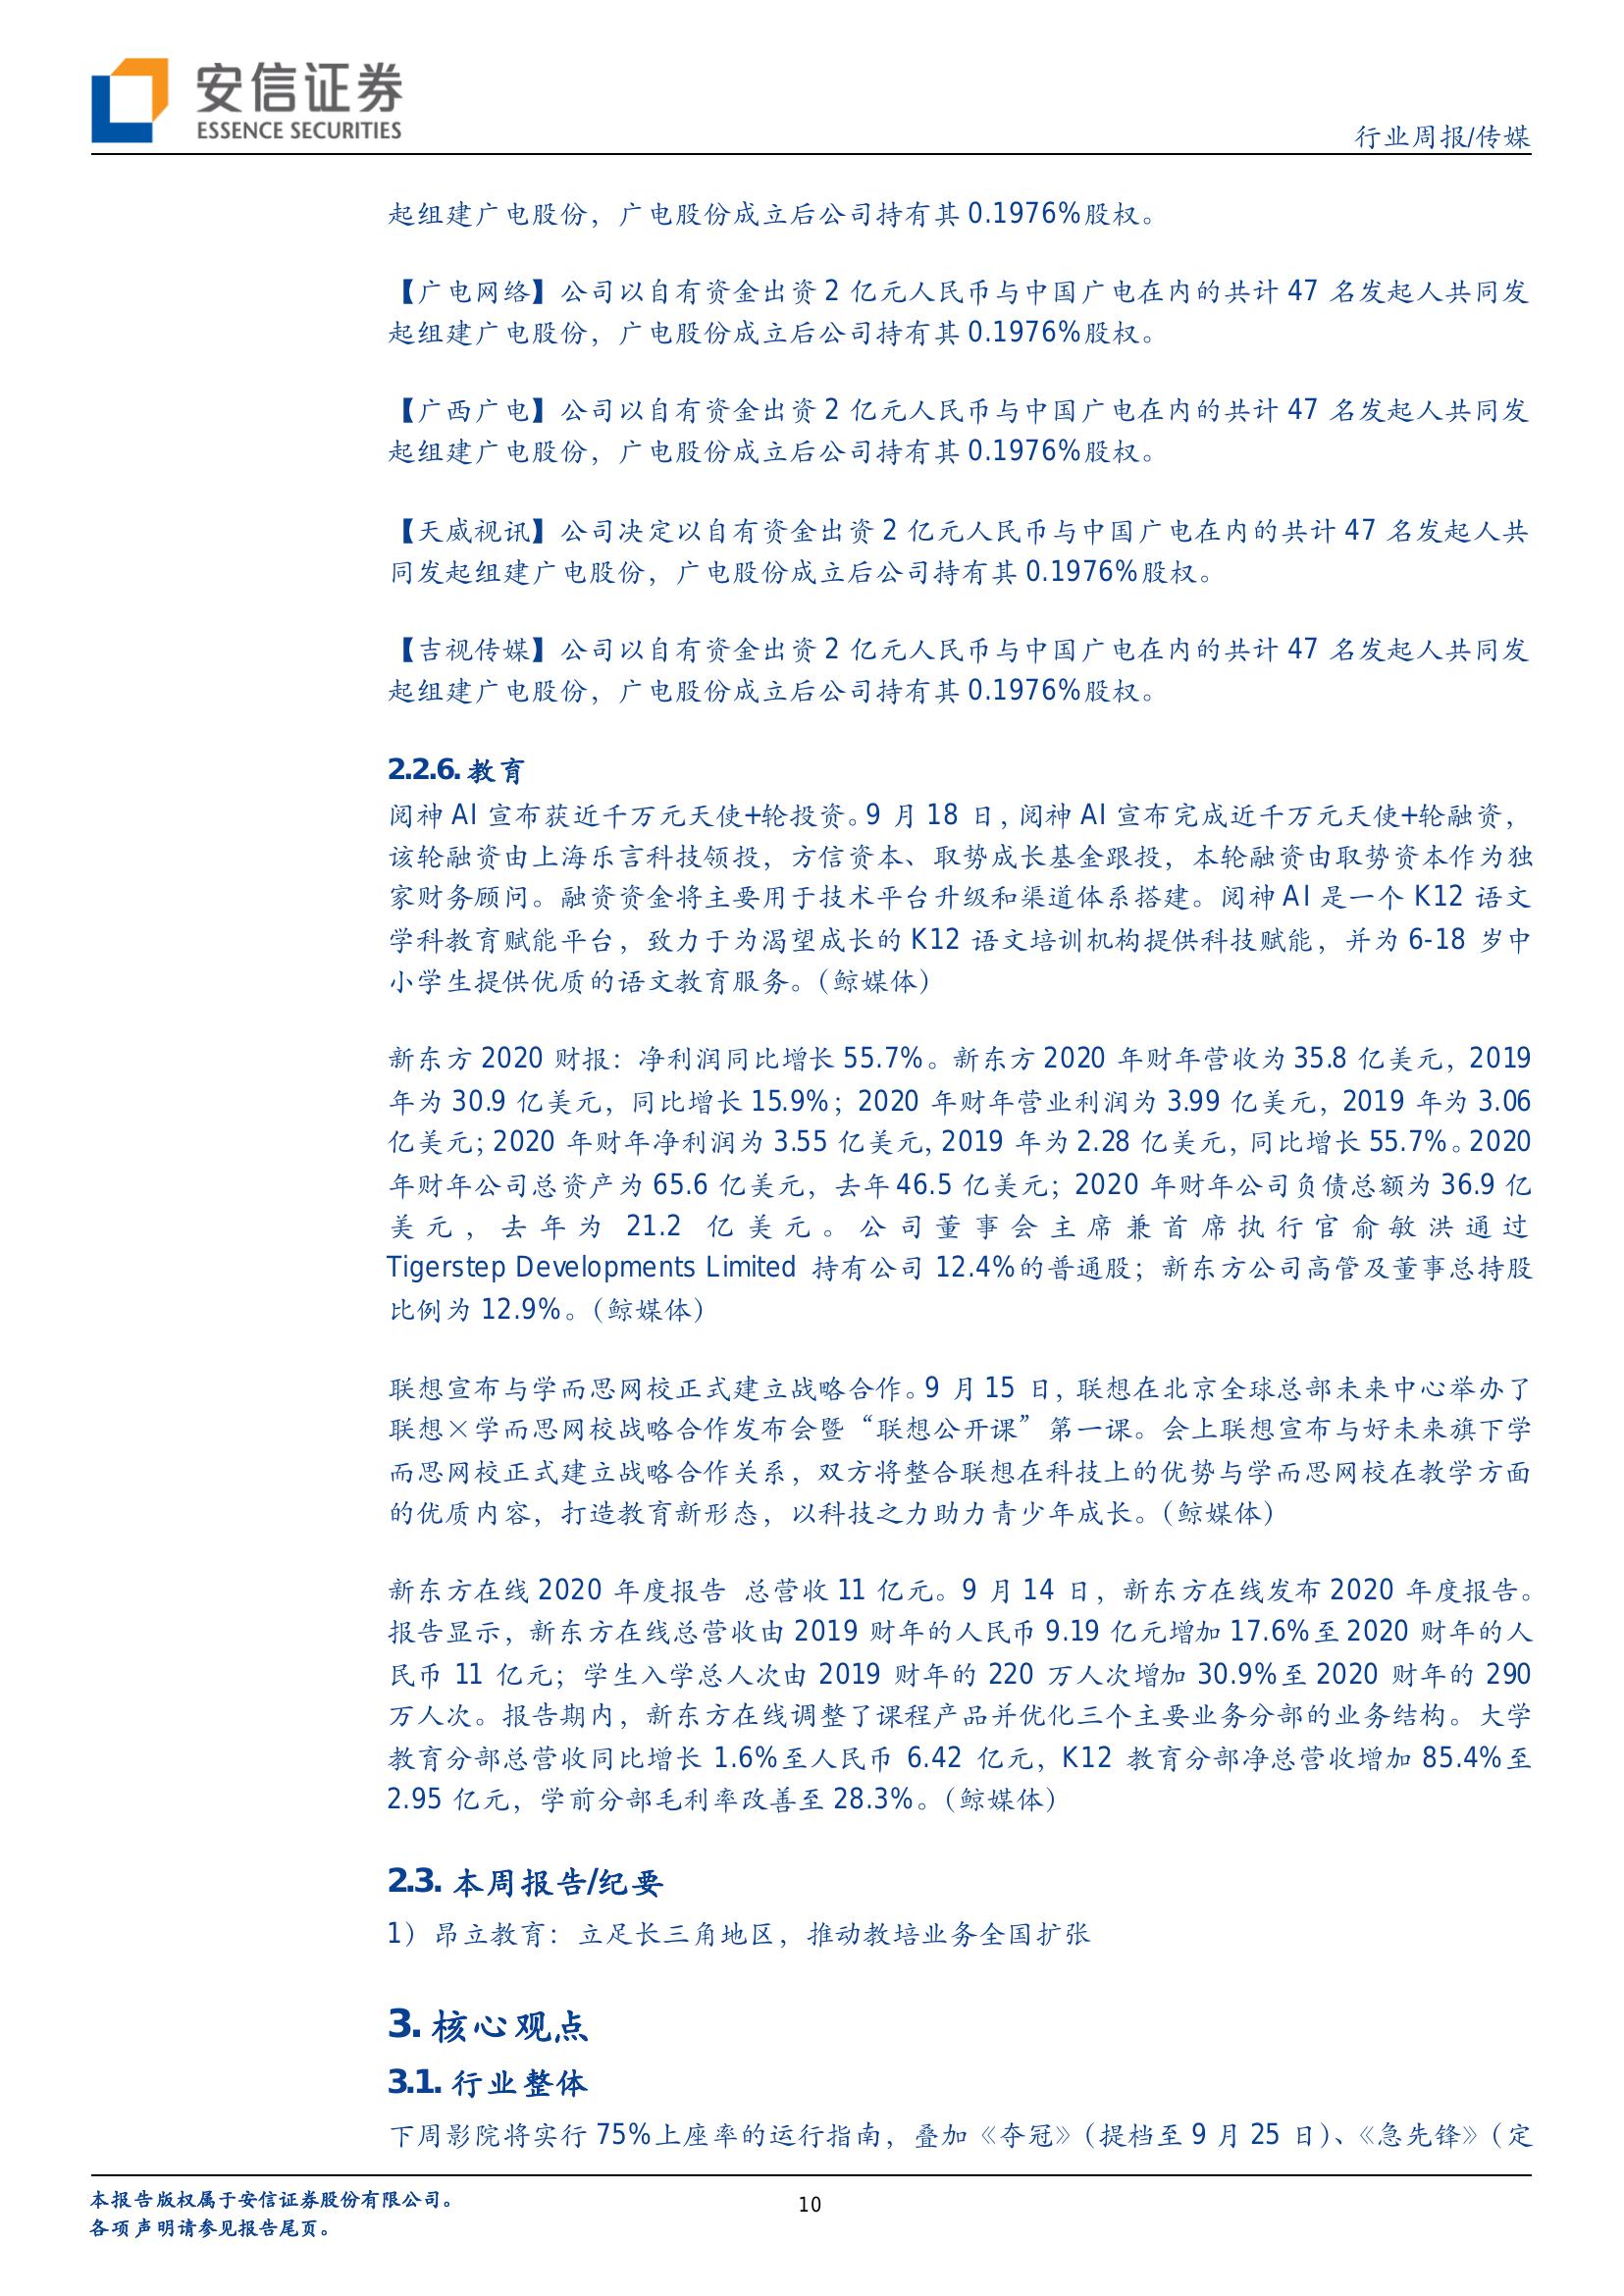 安信证券
ESSENCE SECURITIES
行业周报/传媒
起组建广电股份，广电股份成立后公司持有其 0.1976%股权。
【广电网络】公司以自有资金出资 2 亿元人民币与中国广电在内的共计 47 名发起人共同发
起组建广电股份，广电股份成立后公司持有其 0.1976%股权。
【广西广电】公司以自有资金出资 2 亿元人民币与中国广电在内的共计 47 名发起人共同发
起组建广电股份，广电股份成立后公司持有其 0.1976%股权。
【天威视讯】公司决定以自有资金出资 2 亿元人民币与中国广电在内的共计 47 名发起人共
同发起组建广电股份，广电股份成立后公司持有其 0.1976%股权。
【吉视传媒】公司以自有资金出资 2 亿元人民币与中国广电在内的共计 47 名发起人共同发
起组建广电股份，广电股份成立后公司持有其 0.1976%股权。
2.2.6. 教育
阅神 AI 宣布获近千万元天使+轮投资。9 月 18 日，阅神 AI 宣布完成近千万元天使+轮融资，
该轮融资由上海乐言科技领投，方信资本、取势成长基金跟投，本轮融资由取势资本作为独
家财务顾问。融资资金将主要用于技术平台升级和渠道体系搭建。阅神 AI 是一个 K12 语文
学科教育赋能平台，致力于为渴望成长的 K12 语文培训机构提供科技赋能，并为 6-18 岁中
小学生提供优质的语文教育服务。（鲸媒体）
新东方 2020 财报：净利润同比增长 55.7%。新东方 2020 年财年营收为 35.8 亿美元，2019
年为 30.9 亿美元，同比增长 15.9%；2020 年财年营业利润为 3.99 亿美元，2019 年为 3.06
亿美元；2020 年财年净利润为 3.55 亿美元，2019 年为 2.28 亿美元，同比增长 55.7%。2020
年财年公司总资产为 65.6 亿美元，去年 46.5 亿美元；2020 年财年公司负债总额为 36.9 亿
美元，去年为 21.2 亿美元。公司董事会主席兼首席执行官俞敏洪通过
Tigerstep Developments Limited 持有公司 12.4%的普通股；新东方公司高管及董事总持股
比例为 12.9%。（鲸媒体）
联想宣布与学而思网校正式建立战略合作。9 月 15 日，联想在北京全球总部未来中心举办了
联想×学而思网校战略合作发布会暨“联想公开课”第一课。会上联想宣布与好未来旗下学
而思网校正式建立战略合作关系，双方将整合联想在科技上的优势与学而思网校在教学方面
的优质内容，打造教育新形态，以科技之力助力青少年成长。（鲸媒体）
新东方在线 2020 年度报告 总营收 11 亿元。9 月 14 日，新东方在线发布 2020 年度报告。
报告显示，新东方在线总营收由 2019 财年的人民币 9.19 亿元增加 17.6%至 2020 财年的人
民币 11 亿元；学生入学总人次由 2019 财年的 220 万人次增加 30.9%至 2020 财年的 290
万人次。报告期内，新东方在线调整了课程产品并优化三个主要业务分部的业务结构。大学
教育分部总营收同比增长 1.6%至人民币 6.42 亿元，K12 教育分部净总营收增加 85.4%至
2.95 亿元，学前分部毛利率改善至 28.3%。（鲸媒体）
2.3. 本周报告/纪要
1）昂立教育：立足长三角地区，推动教培业务全国扩张
3. 核心观点
3.1. 行业整体
下周影院将实行 75%上座率的运行指南，叠加《夺冠》（提档至 9 月 25 日）、《急先锋》（定
本报告版权属于安信证券股份有限公司。
10
各项声明请参见报告尾页。